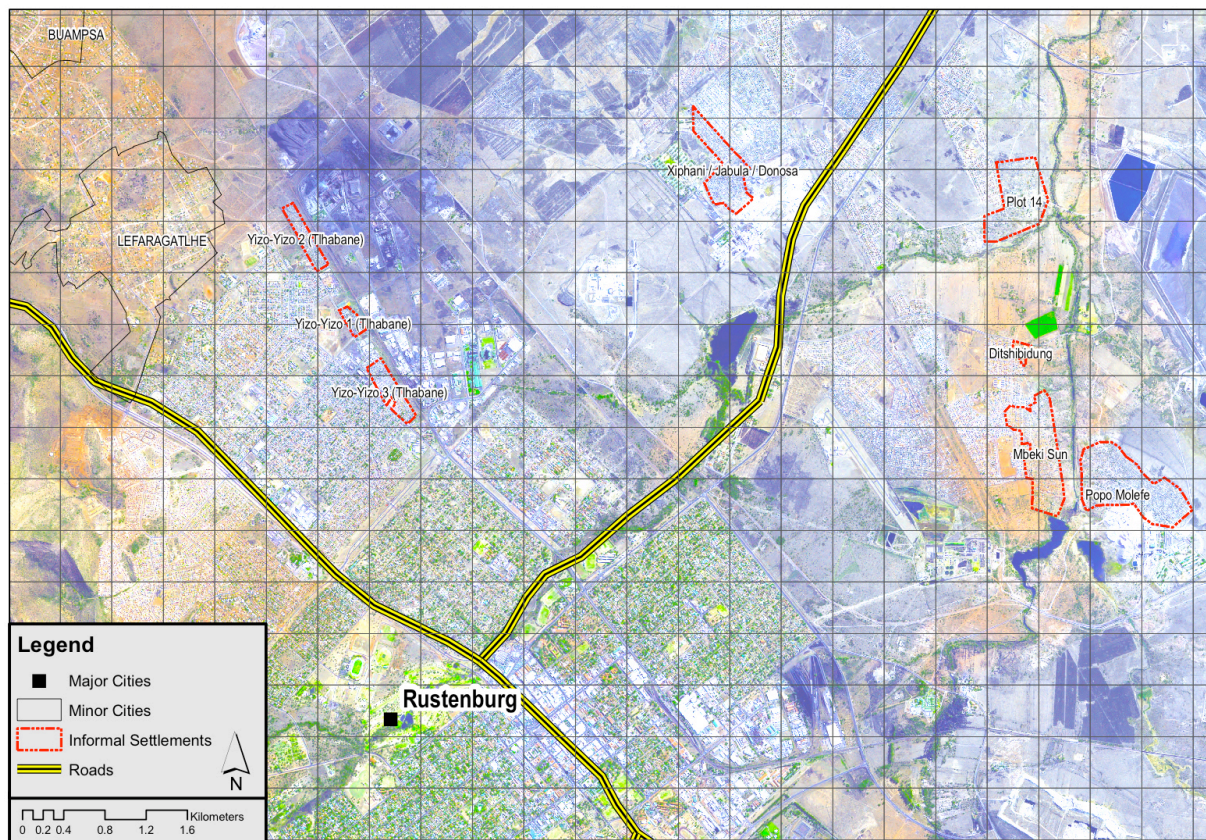 BUAMPSA
Xiphani / Jabula / Donosa
Plot 14
LEFARAGATLHE
Yizo-Yizo 2 (Tlhabane)
Yizo-Yizo 1 (Tlhabane)
Ditshibidung
Yizo-Yizo 3 (Tlhabane)
Mbeki Sun
Popo Molefe
Rustenburg
Legend
Major Cities
Minor Cities
Informal Settlements
Roads
N
Kilometers
0 0.2 0.4 0.8 1.2 1.6